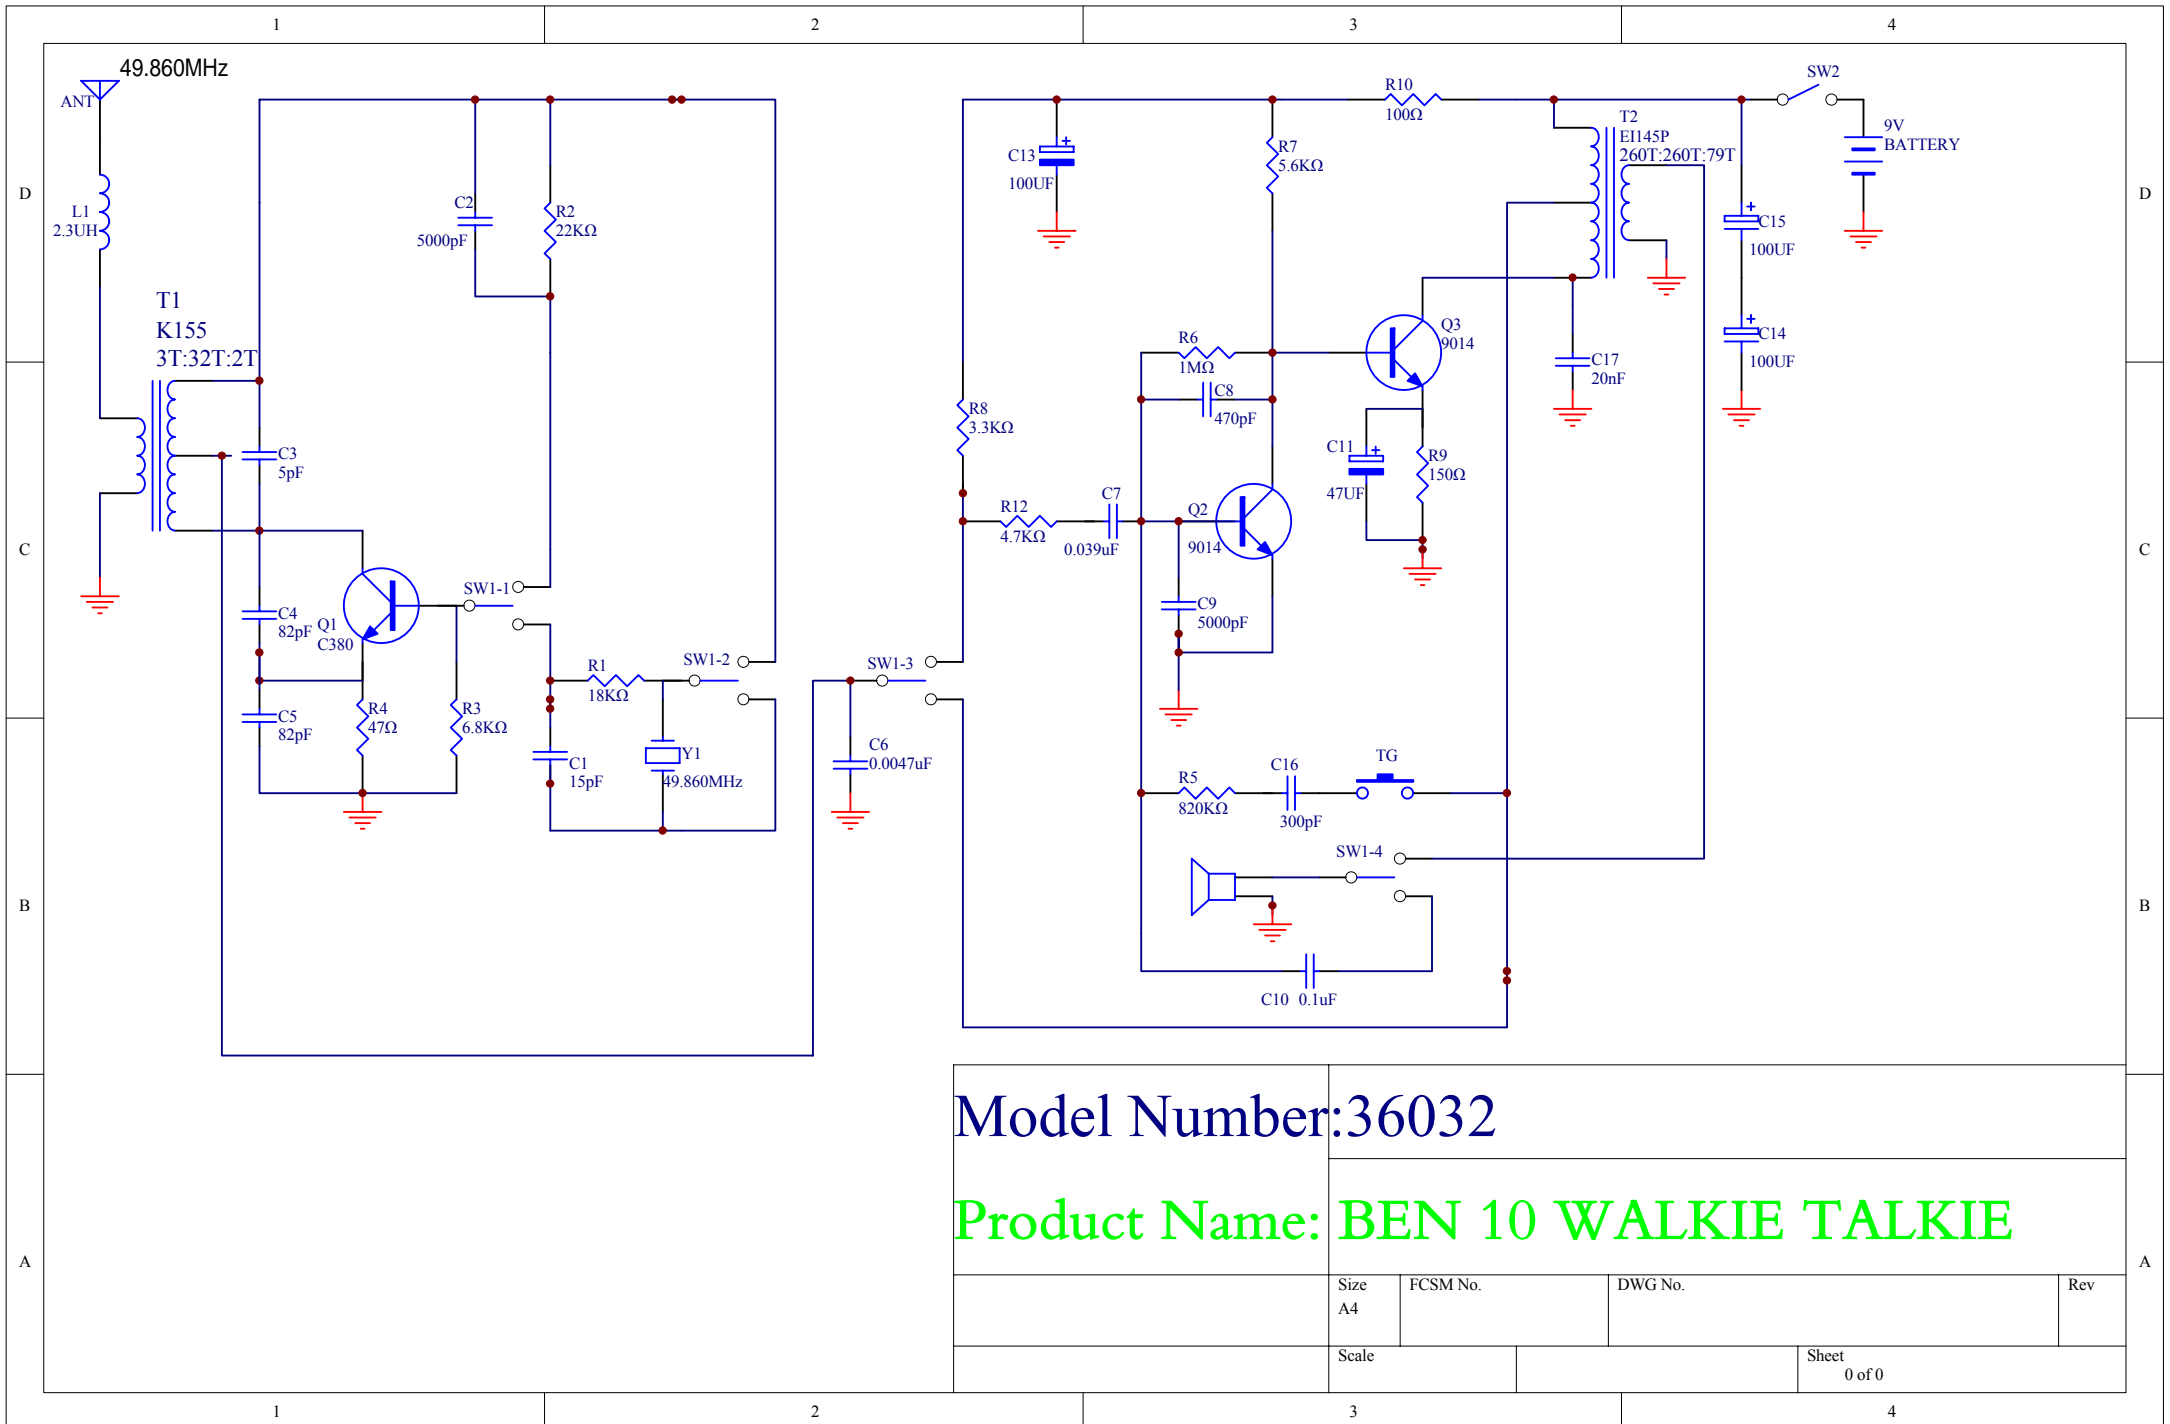 1 2 3 4
49.860MHz
ANT
L1
2.3UH
T1
K155
3T:32T:2T
C2
5000pF
R2
22KΩ
C3
5pF
C4
82pF
Q1
C380
C5
82pF
R4
47Ω
R3
6.8KΩ
SW1-1
R1
18KΩ
SW1-2
C1
15pF
Y1
49.860MHz
SW1-3
C6
0.0047uF
C13
100UF
R7
5.6KΩ
R10
100Ω
T2
EI145P
260T:260T:79T
SW2
9V
BATTERY
C15
100UF
C14
100UF
C17
20nF
R6
1MΩ
C8
470pF
Q3
9014
R8
3.3KΩ
R12
4.7KΩ
C7
0.039uF
Q2
9014
C11
47UF
R9
150Ω
C9
5000pF
R5
820KΩ
C16
300pF
TG
SW1-4
C10 0.1uF
D D
C C
B B
A A
Model Number:36032
Product Name: BEN 10 WALKIE TALKIE
Size FCSM No. DWG No. Rev
A4
Scale Sheet
0 of 0
1 2 3 4